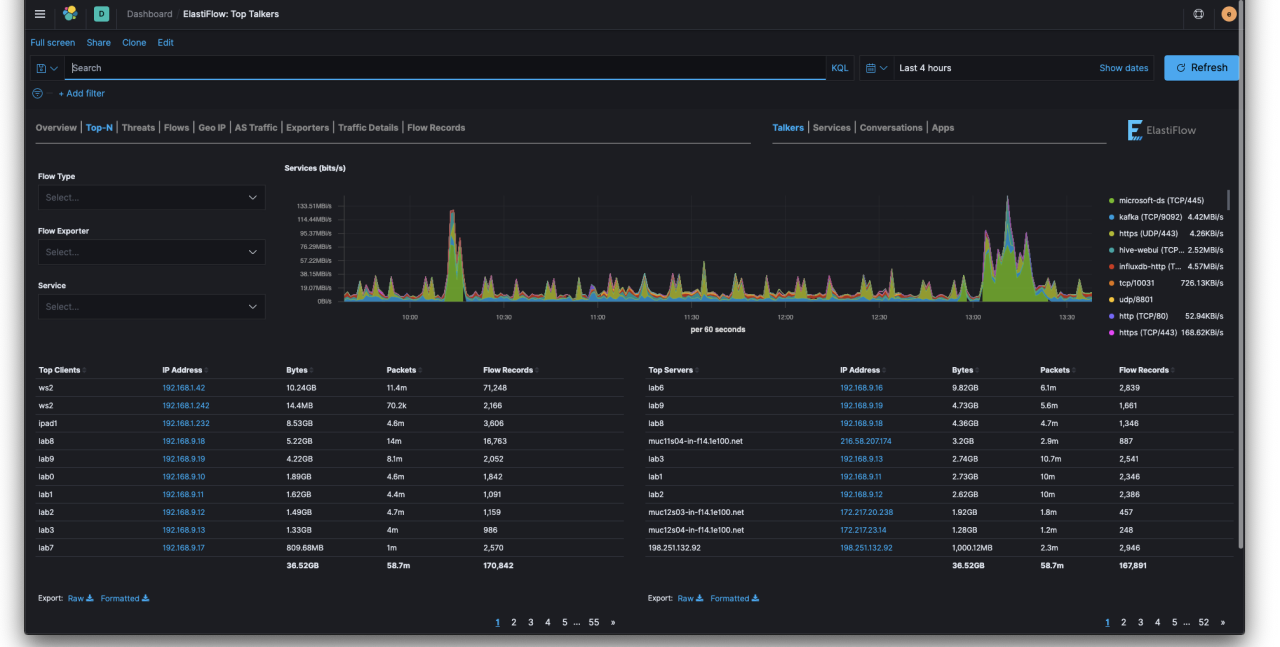 D Dashboard / ElastiFlow: Top Talkers e
Full screen Share Clone Edit
Search KQL Last 4 hours Show dates Refresh
+ Add filter
Overview | Top-N | Threats | Flows | Geo IP | AS Traffic | Exporters | Traffic Details | Flow Records
Talkers | Services | Conversations | Apps
ElastiFlow
Flow Type
Select...
Flow Exporter
Select...
Service
Select...
Services (bits/s)
133.51MBi/s
114.44MBi/s
95.37MBi/s
76.29MBi/s
57.22MBi/s
38.15MBi/s
19.07MBi/s
0Bi/s
10:00 10:30 11:00 11:30 12:00 12:30 13:00 13:30
per 60 seconds
microsoft-ds (TCP/445)
kafka (TCP/9092) 4.42MBi/s
https (UDP/443) 4.26KBi/s
hive-webui (TCP... 2.52MBi/s
influxdb-http (T... 4.57MBi/s
tcp/10031 726.13KBi/s
udp/8801
http (TCP/80) 52.94KBi/s
https (TCP/443) 168.62KBi/s
Top Clients IP Address Bytes Packets Flow Records
ws2 192.168.1.42 10.24GB 11.4m 71,248
ws2 192.168.1.242 14.4MB 70.2k 2,166
ipad1 192.168.1.232 8.53GB 4.6m 3,606
lab8 192.168.9.18 5.22GB 14m 16,763
lab9 192.168.9.19 4.22GB 8.1m 2,052
lab0 192.168.9.10 1.89GB 4.6m 1,842
lab1 192.168.9.11 1.62GB 4.4m 1,091
lab2 192.168.9.12 1.49GB 4.7m 1,159
lab3 192.168.9.13 1.33GB 4m 986
lab7 192.168.9.17 809.68MB 1m 2,570
36.52GB 58.7m 170,842
Export: Raw Formatted
1 2 3 4 5 ... 55 »
Top Servers IP Address Bytes Packets Flow Records
lab6 192.168.9.16 9.82GB 6.1m 2,839
lab9 192.168.9.19 4.73GB 5.6m 1,661
lab8 192.168.9.18 4.36GB 4.7m 1,346
muc11s04-in-f14.1e100.net 216.58.207.174 3.2GB 2.9m 887
lab3 192.168.9.13 2.74GB 10.7m 2,541
lab1 192.168.9.11 2.73GB 10m 2,346
lab2 192.168.9.12 2.62GB 10m 2,386
muc12s03-in-f14.1e100.net 172.217.20.238 1.92GB 1.8m 457
muc12s04-in-f14.1e100.net 172.217.23.14 1.28GB 1.2m 248
198.251.132.92 198.251.132.92 1,000.12MB 2.3m 2,946
36.52GB 58.7m 167,891
Export: Raw Formatted
1 2 3 4 5 ... 52 »